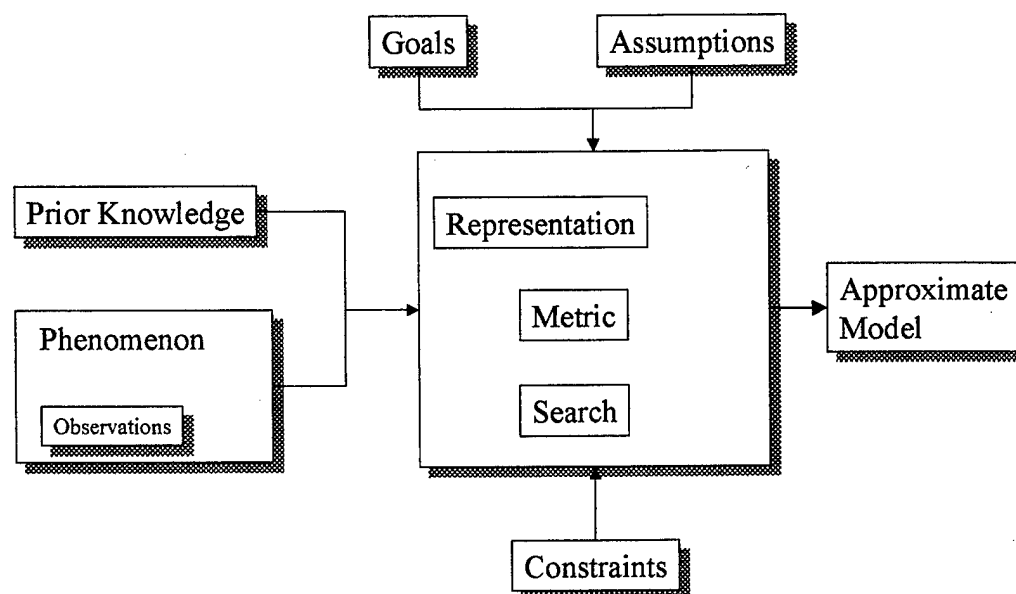 Goals
Assumptions
Prior Knowledge
Representation
Phenomenon
Metric
Approximate
Model
Observations
Search
Constraints